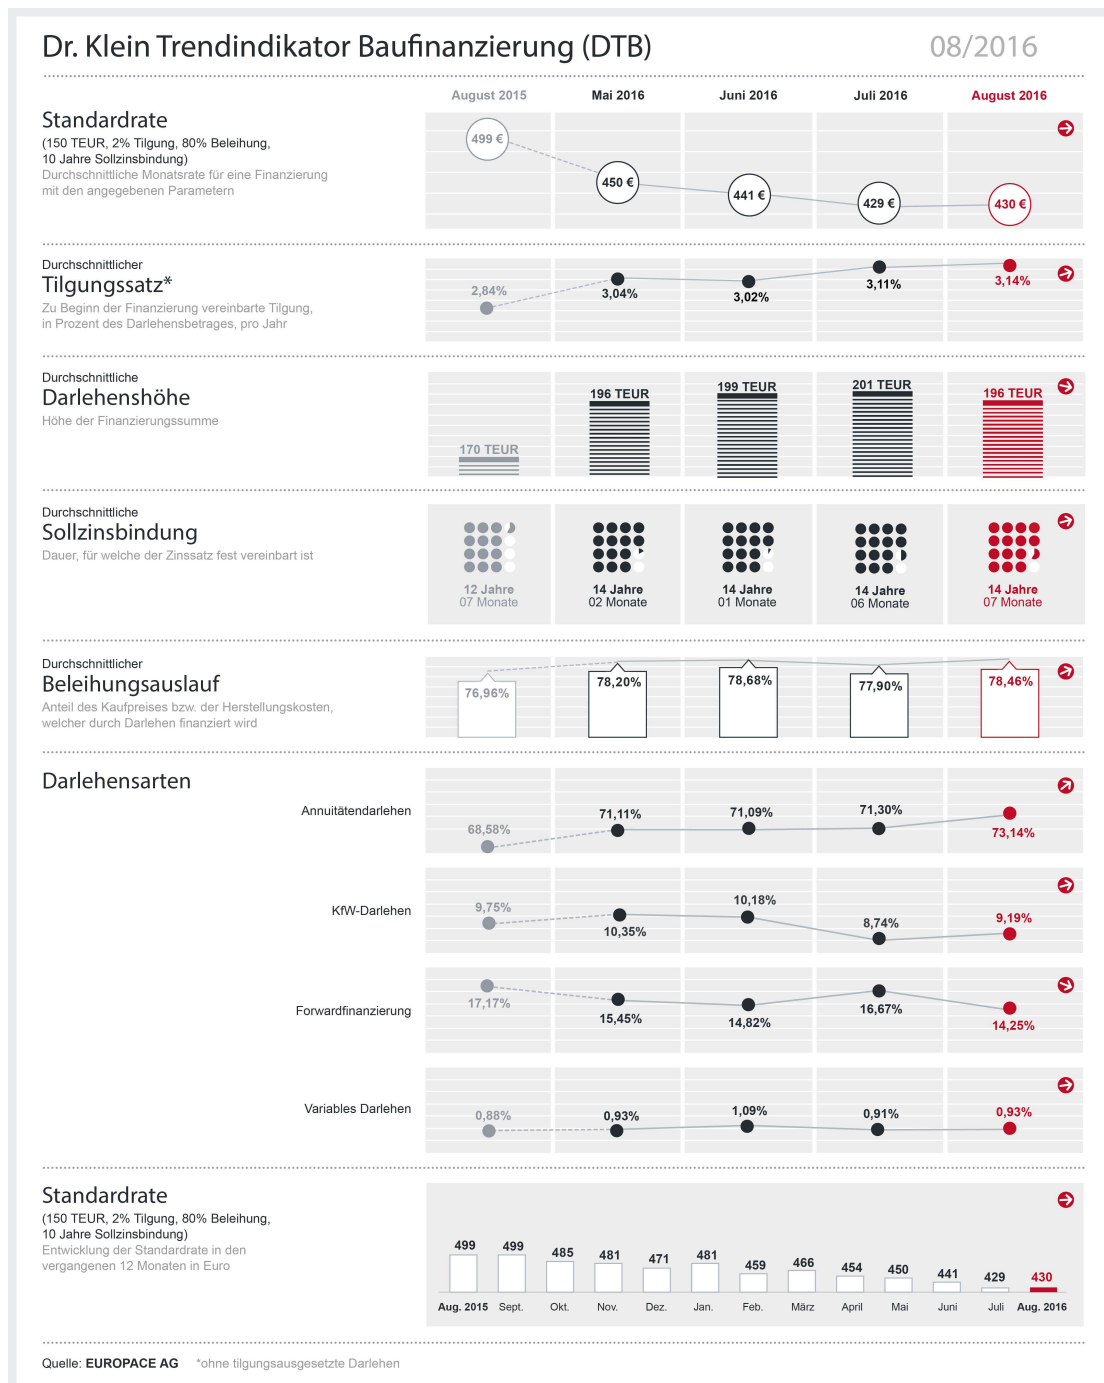 Dr. Klein Trendindikator Baufinanzierung (DTB)
08/2016
August 2015
Mai 2016
Juni 2016
Juli 2016
August 2016
Standardrate
(150 TEUR, 2% Tilgung, 80% Beleihung,
10 Jahre Sollzinsbindung)
Durchschnittliche Monatsrate für eine Finanzierung
mit den angegebenen Parametern
499 €
450 €
441 €
429 €
430 €
Durchschnittlicher
Tilgungssatz*
Zu Beginn der Finanzierung vereinbarte Tilgung,
in Prozent des Darlehensbetrages, pro Jahr
2,84%
3,04%
3,02%
3,11%
3,14%
Durchschnittliche
Darlehenshöhe
Höhe der Finanzierungssumme
170 TEUR
196 TEUR
199 TEUR
201 TEUR
196 TEUR
Durchschnittliche
Sollzinsbindung
Dauer, für welche der Zinssatz fest vereinbart ist
12 Jahre
07 Monate
14 Jahre
02 Monate
14 Jahre
01 Monate
14 Jahre
06 Monate
14 Jahre
07 Monate
Durchschnittlicher
Beleihungsauslauf
Anteil des Kaufpreises bzw. der Herstellungskosten,
welcher durch Darlehen finanziert wird
76,96%
78,20%
78,68%
77,90%
78,46%
Darlehensarten
Annuitätendarlehen
68,58%
71,11%
71,09%
71,30%
73,14%
KfW-Darlehen
9,75%
10,35%
10,18%
8,74%
9,19%
Forwardfinanzierung
17,17%
15,45%
14,82%
16,67%
14,25%
Variables Darlehen
0,88%
0,93%
1,09%
0,91%
0,93%
Standardrate
(150 TEUR, 2% Tilgung, 80% Beleihung,
10 Jahre Sollzinsbindung)
Entwicklung der Standardrate in den
vergangenen 12 Monaten in Euro
499 499 485 481 471 481 459 466 454 450 441 429 430
Aug. 2015 Sept. Okt. Nov. Dez. Jan. Feb. März April Mai Juni Juli Aug. 2016
Quelle: EUROPACE AG *ohne tilgungsausgesetzte Darlehen